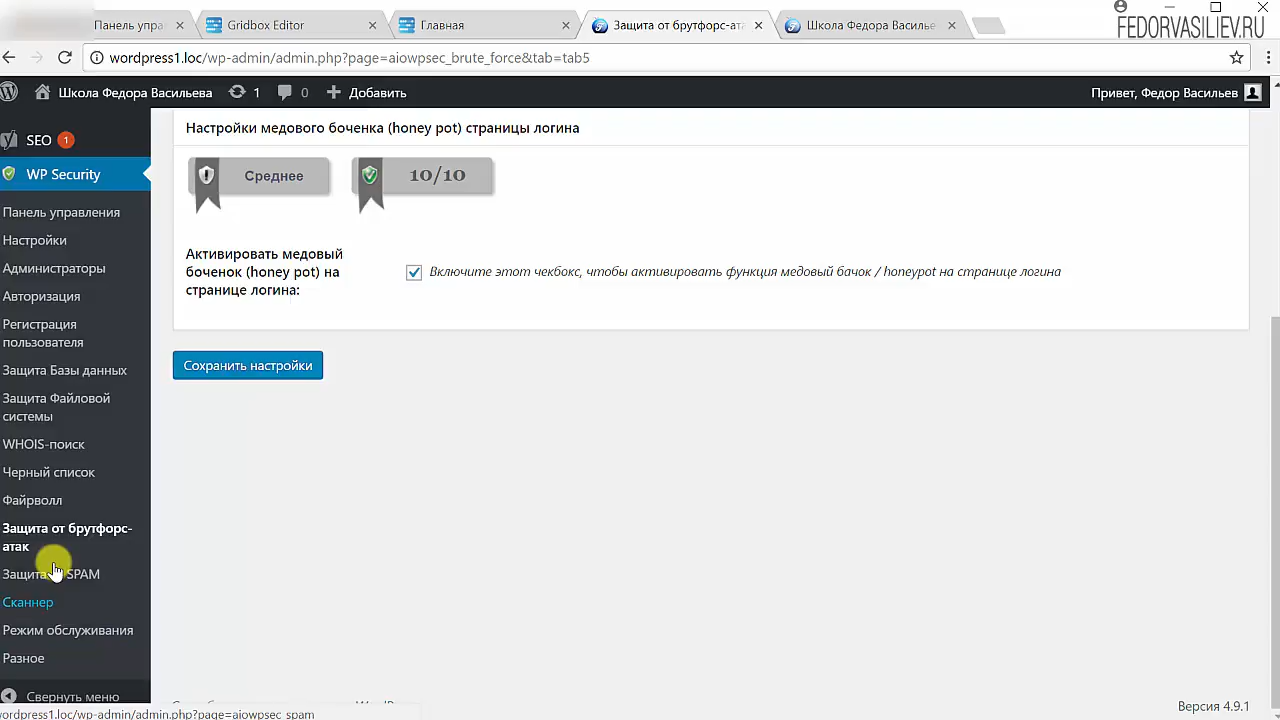 Панель упра
Gridbox Editor
Главная
Защита от брутфорс-ата
Школа Федора Василье
FEDORVASILIEV.RU
wordpress1.loc/wp-admin/admin.php?page=aiowpsec_brute_force&tab=tab5
Школа Федора Васильева
1
0
Добавить
Привет, Федор Васильев
SEO 1
WP Security
Панель управления
Настройки
Администраторы
Авторизация
Регистрация
пользователя
Защита Базы данных
Защита Файловой
системы
WHOIS-поиск
Черный список
Файрволл
Защита от брутфорс-
атак
Защита SPAM
Сканнер
Режим обслуживания
Разное
Свернуть меню
Настройки медового боченка (honey pot) страницы логина
Среднее
10/10
Активировать медовый
боченок (honey pot) на
странице логина:
Включите этот чекбокс, чтобы активировать функция медовый бачок / honeypot на странице логина
Сохранить настройки
Версия 4.9.1
wordpress1.loc/wp-admin/admin.php?page=aiowpsec_spam